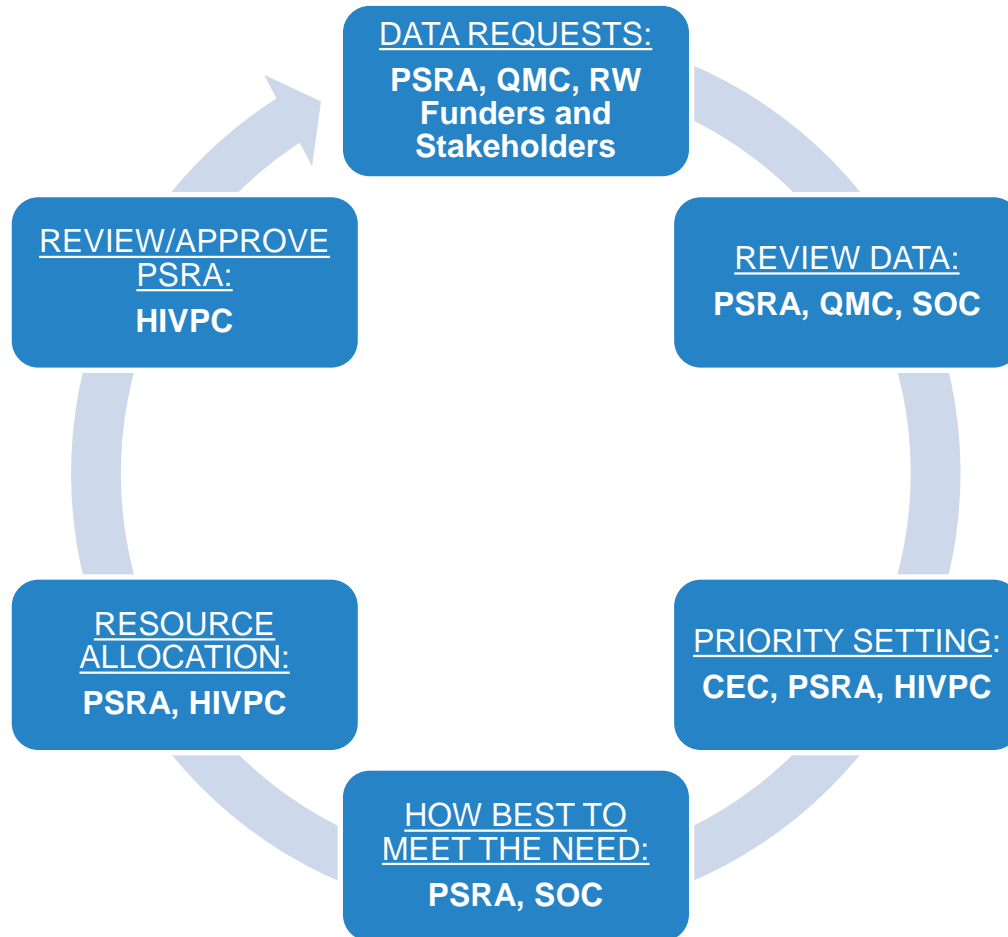 DATA REQUESTS:
PSRA, QMC, RW
Funders and
Stakeholders
REVIEW DATA:
PSRA, QMC, SOC
PRIORITY SETTING:
CEC, PSRA, HIVPC
HOW BEST TO
MEET THE NEED:
PSRA, SOC
RESOURCE
ALLOCATION:
PSRA, HIVPC
REVIEW/APPROVE
PSRA:
HIVPC